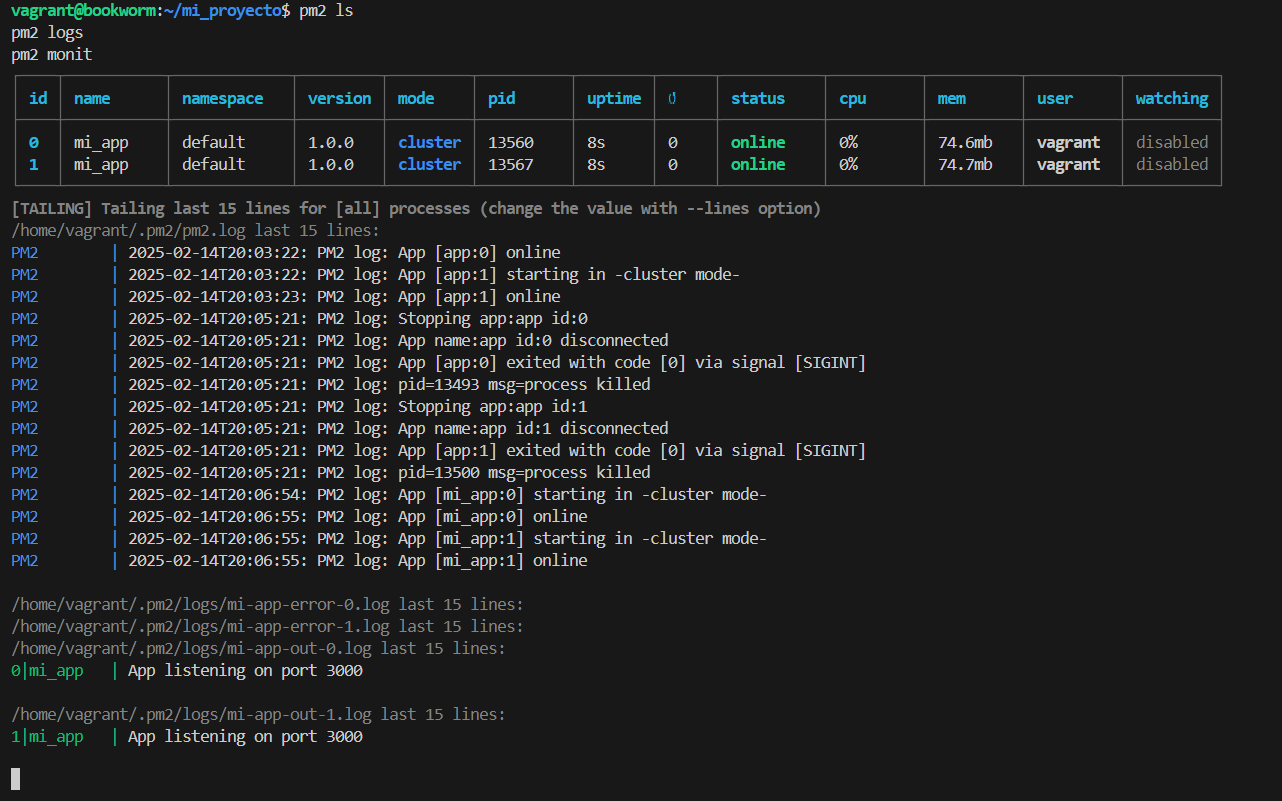 vagrant@bookworm:~/mi_proyecto$ pm2 ls
pm2 logs
pm2 monit
id name namespace version mode pid uptime ↺ status cpu mem user watching
0 mi_app default 1.0.0 cluster 13560 8s 0 online 0% 74.6mb vagrant disabled
1 mi_app default 1.0.0 cluster 13567 8s 0 online 0% 74.7mb vagrant disabled
[TAILING] Tailing last 15 lines for [all] processes (change the value with --lines option)
/home/vagrant/.pm2/pm2.log last 15 lines:
PM2 | 2025-02-14T20:03:22: PM2 log: App [app:0] online
PM2 | 2025-02-14T20:03:22: PM2 log: App [app:1] starting in -cluster mode-
PM2 | 2025-02-14T20:03:23: PM2 log: App [app:1] online
PM2 | 2025-02-14T20:05:21: PM2 log: Stopping app:app id:0
PM2 | 2025-02-14T20:05:21: PM2 log: App name:app id:0 disconnected
PM2 | 2025-02-14T20:05:21: PM2 log: App [app:0] exited with code [0] via signal [SIGINT]
PM2 | 2025-02-14T20:05:21: PM2 log: pid=13493 msg=process killed
PM2 | 2025-02-14T20:05:21: PM2 log: Stopping app:app id:1
PM2 | 2025-02-14T20:05:21: PM2 log: App name:app id:1 disconnected
PM2 | 2025-02-14T20:05:21: PM2 log: App [app:1] exited with code [0] via signal [SIGINT]
PM2 | 2025-02-14T20:05:21: PM2 log: pid=13500 msg=process killed
PM2 | 2025-02-14T20:06:54: PM2 log: App [mi_app:0] starting in -cluster mode-
PM2 | 2025-02-14T20:06:55: PM2 log: App [mi_app:0] online
PM2 | 2025-02-14T20:06:55: PM2 log: App [mi_app:1] starting in -cluster mode-
PM2 | 2025-02-14T20:06:55: PM2 log: App [mi_app:1] online
/home/vagrant/.pm2/logs/mi-app-error-0.log last 15 lines:
/home/vagrant/.pm2/logs/mi-app-error-1.log last 15 lines:
/home/vagrant/.pm2/logs/mi-app-out-0.log last 15 lines:
0|mi_app | App listening on port 3000
/home/vagrant/.pm2/logs/mi-app-out-1.log last 15 lines:
1|mi_app | App listening on port 3000